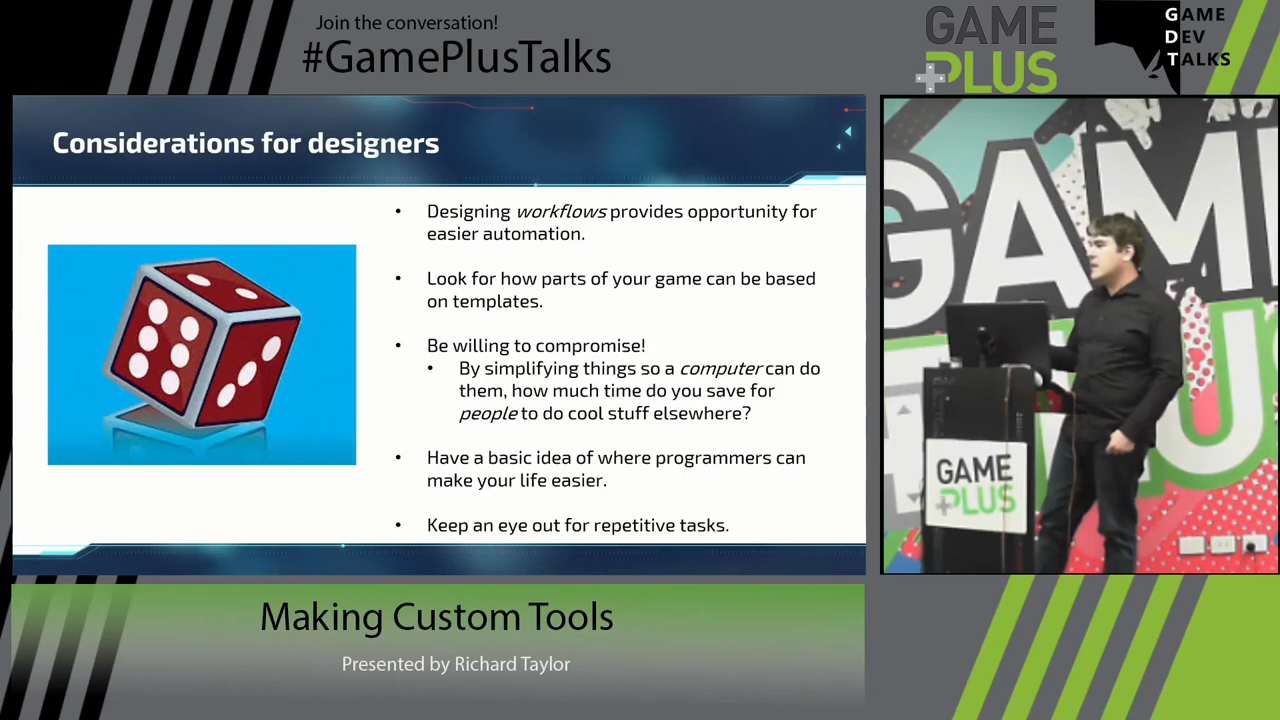 Join the conversation!
#GamePlusTalks
GAME
PLUS
GAME
DEV
TALKS
Considerations for designers
• Designing workflows provides opportunity for
easier automation.
• Look for how parts of your game can be based
on templates.
• Be willing to compromise!
• By simplifying things so a computer can do
them, how much time do you save for
people to do cool stuff elsewhere?
• Have a basic idea of where programmers can
make your life easier.
• Keep an eye out for repetitive tasks.
GAM
LU
GAME
PLUS
Making Custom Tools
Presented by Richard Taylor